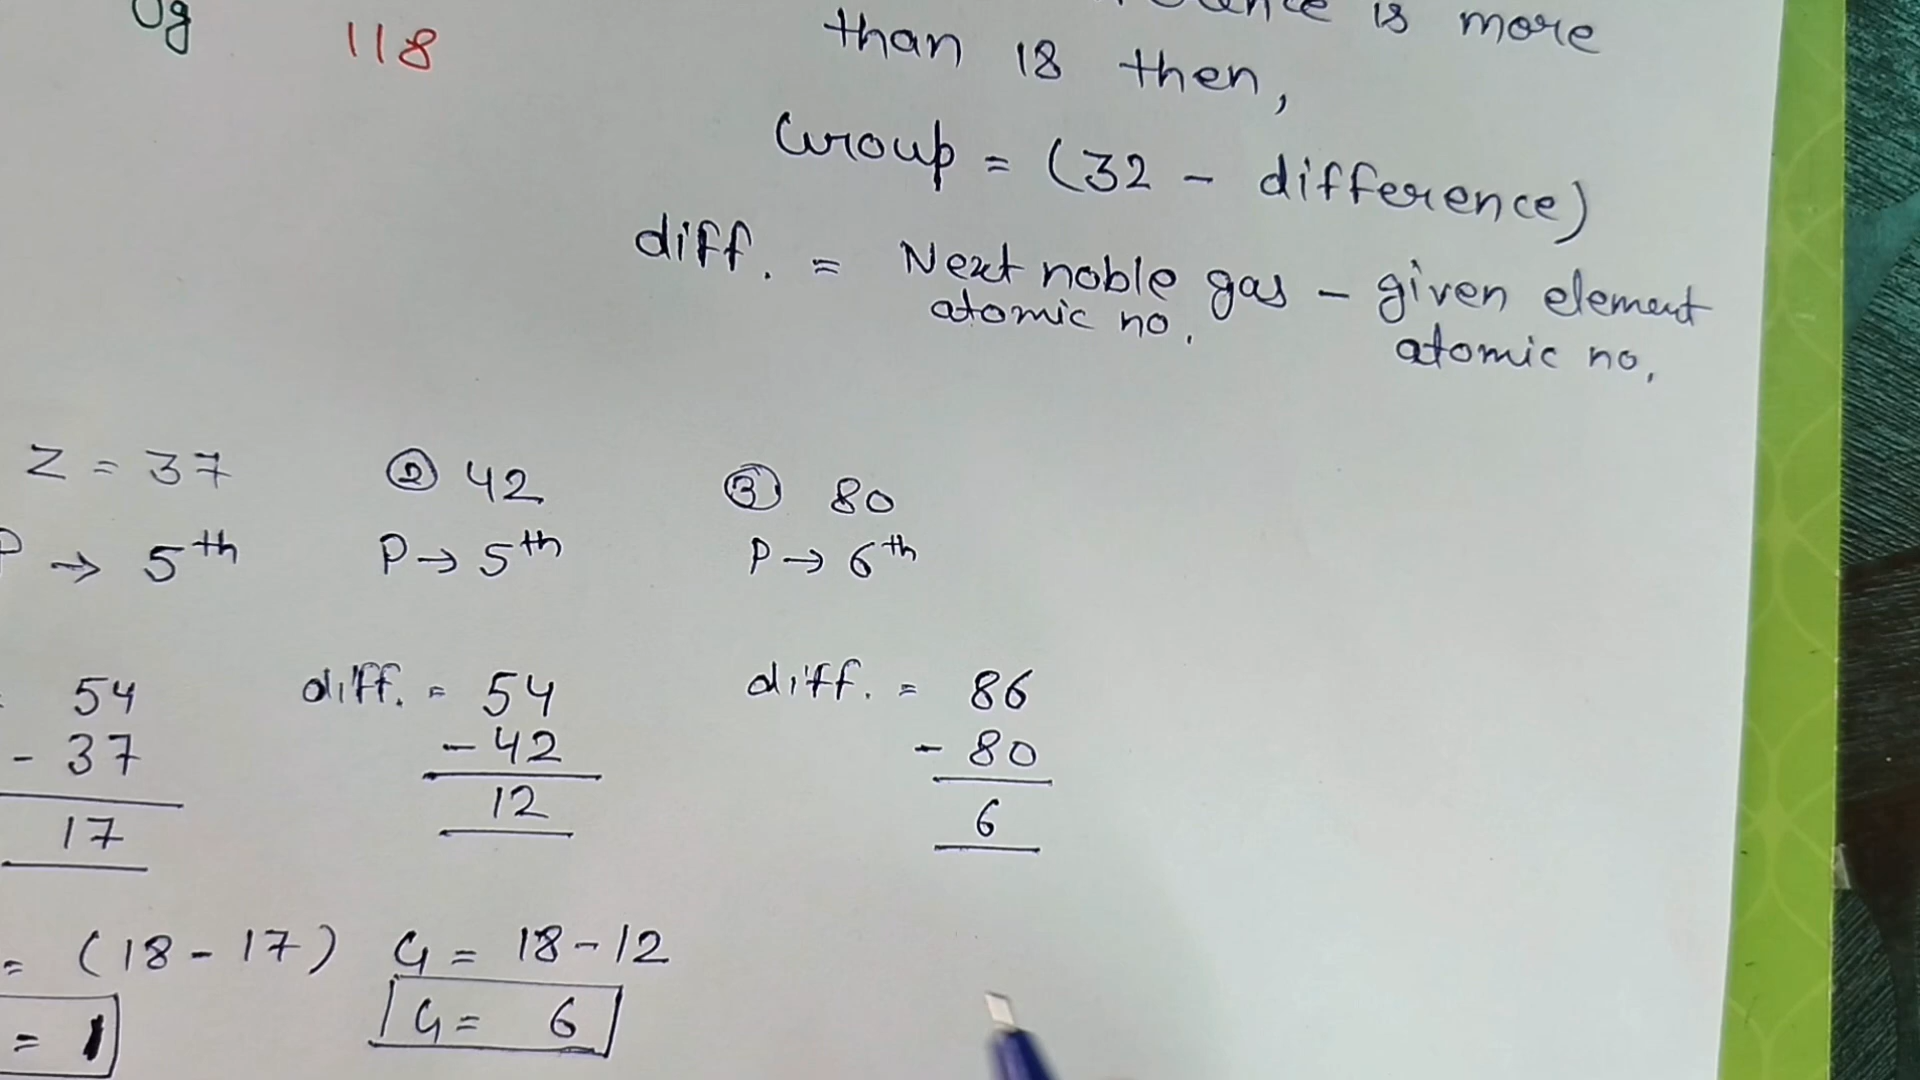 Og 118
is more
than 18 then,
Group = (32 - difference)
diff. = Next noble gas - given element
atomic no. atomic no.
Z = 37 ② 42 ③ 80
P → 5th P → 5th P → 6th
54 diff. = 54 diff. = 86
- 37 - 42 - 80
17 12 6
= (18 - 17) G = 18 - 12
= 1 G = 6